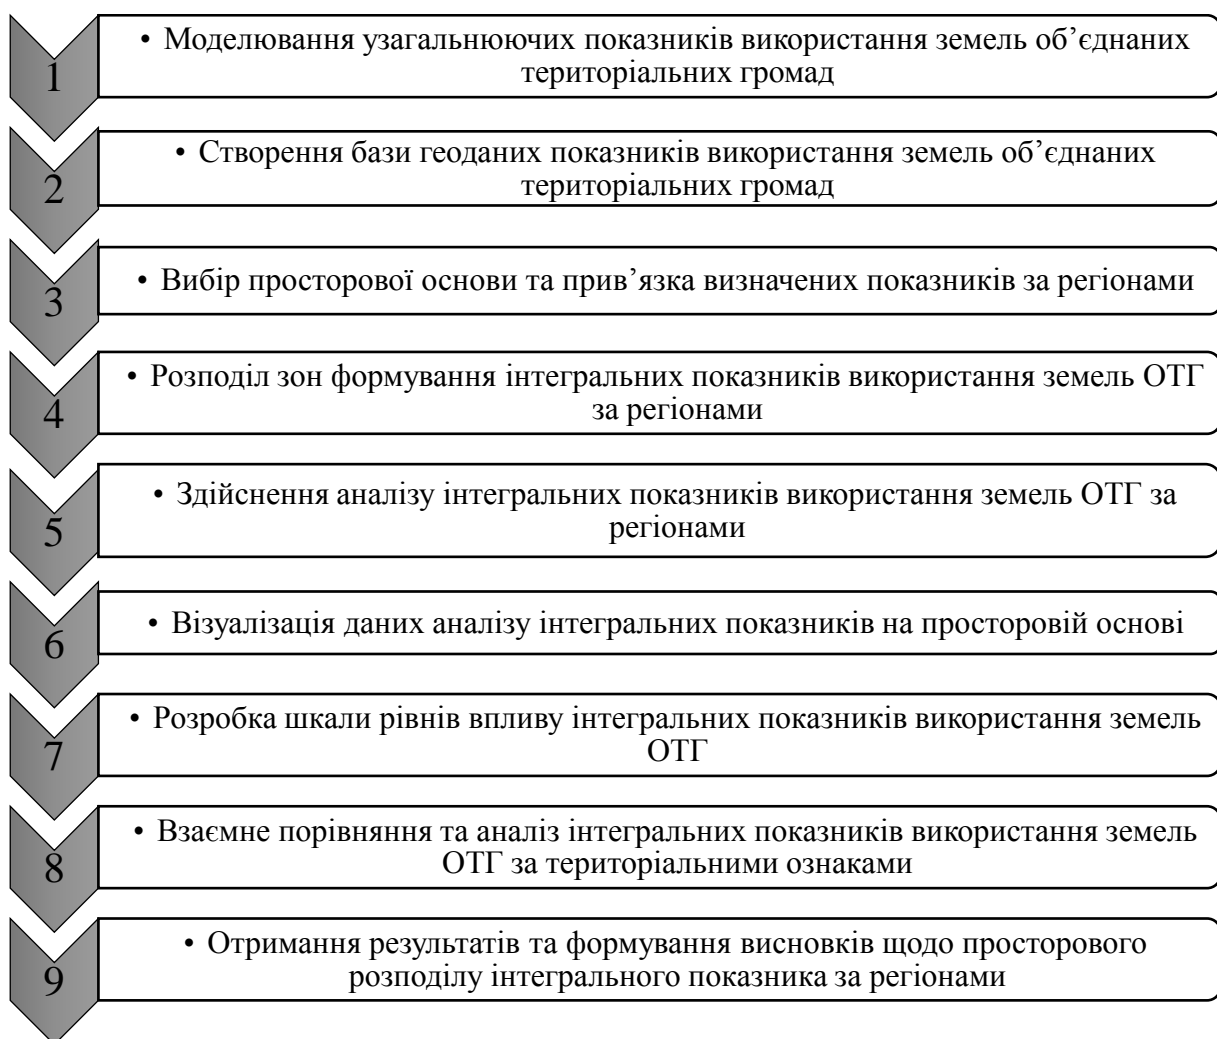 1
• Моделювання узагальнюючих показників використання земель об’єднаних
територіальних громад
2
• Створення бази геоданих показників використання земель об’єднаних
територіальних громад
3
• Вибір просторової основи та прив’язка визначених показників за регіонами
4
• Розподіл зон формування інтегральних показників використання земель ОТГ
за регіонами
5
• Здійснення аналізу інтегральних показників використання земель ОТГ за
регіонами
6
• Візуалізація даних аналізу інтегральних показників на просторовій основі
7
• Розробка шкали рівнів впливу інтегральних показників використання земель
ОТГ
8
• Взаємне порівняння та аналіз інтегральних показників використання земель
ОТГ за територіальними ознаками
9
• Отримання результатів та формування висновків щодо просторового
розподілу інтегрального показника за регіонами